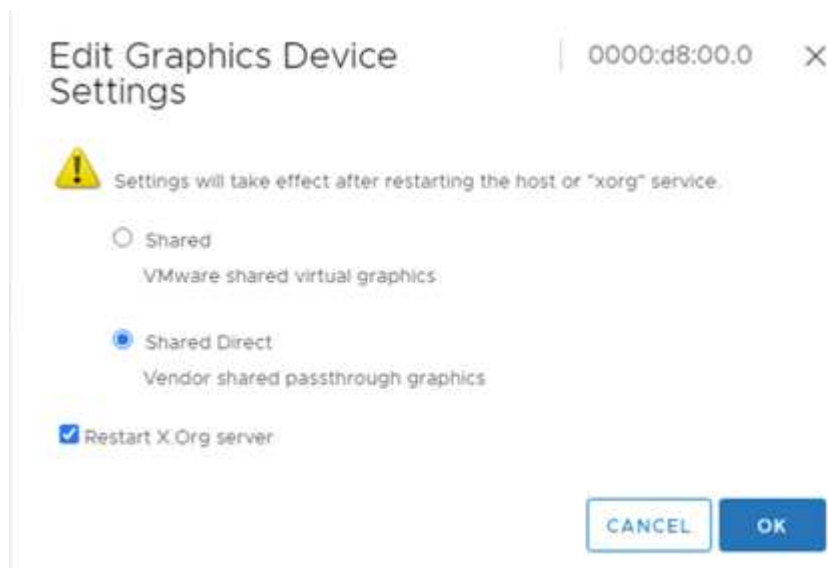 Edit Graphics Device
Settings
0000:d8:00.0
Settings will take effect after restarting the host or "xorg" service.
Shared
VMware shared virtual graphics
Shared Direct
Vendor shared passthrough graphics
Restart X.Org server
CANCEL
OK